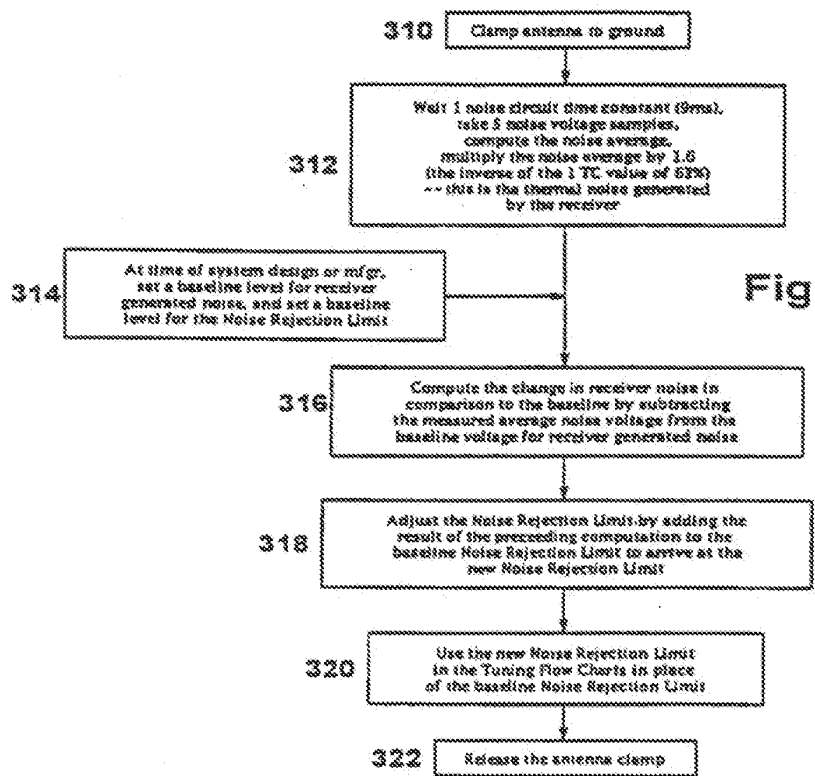 310
Clamp antenna to ground
312
Wait 1 noise circuit time constant (9ms),
take 5 noise voltage samples,
compute the noise average,
multiply the noise average by 1.6
(the inverse of the 1 TC value of 63%)
-- this is the thermal noise generated
by the receiver
314
At time of system design or mfgr,
set a baseline level for receiver
generated noise, and set a baseline
level for the Noise Rejection Limit
Fig
316
Compute the change in receiver noise in
comparison to the baseline by subtracting
the measured average noise voltage from the
baseline voltage for receiver generated noise
318
Adjust the Noise Rejection Limit by adding the
result of the preceeding computation to the
baseline Noise Rejection Limit to arrive at the
new Noise Rejection Limit
320
Use the new Noise Rejection Limit
in the Tuning Flow Charts in place
of the baseline Noise Rejection Limit
322
Release the antenna clamp